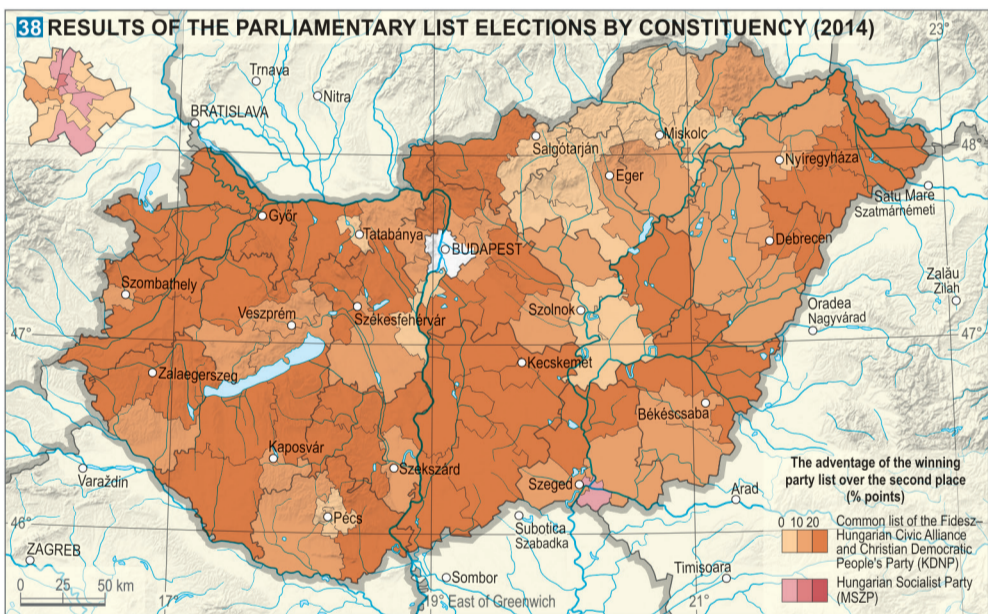 38 RESULTS OF THE PARLIAMENTARY LIST ELECTIONS BY CONSTITUENCY (2014)
23°
Trnava
Nitra
BRATISLAVA
Salgótarján
Miskolc
48°
Nyíregyháza
Eger
Satu Mare
Szatmárnémeti
Győr
Tatabánya
BUDAPEST
Debrecen
Szombathely
Zalău
Zilah
Veszprém
Székesfehérvár
Szolnok
Oradea
Nagyvárad
47°
47°
Zalaegerszeg
Kecskemét
Békéscsaba
Kaposvár
Szekszárd
Szeged
The advantage of the winning
party list over the second place
(% points)
Varaždin
Arad
46°
Pécs
Subotica
Szabadka
0 10 20
Common list of the Fidesz–
Hungarian Civic Alliance
and Christian Democratic
People's Party (KDNP)
ZAGREB
Timișoara
Sombor
Hungarian Socialist Party
(MSZP)
0 25 50 km
17°
19° East of Greenwich
21°